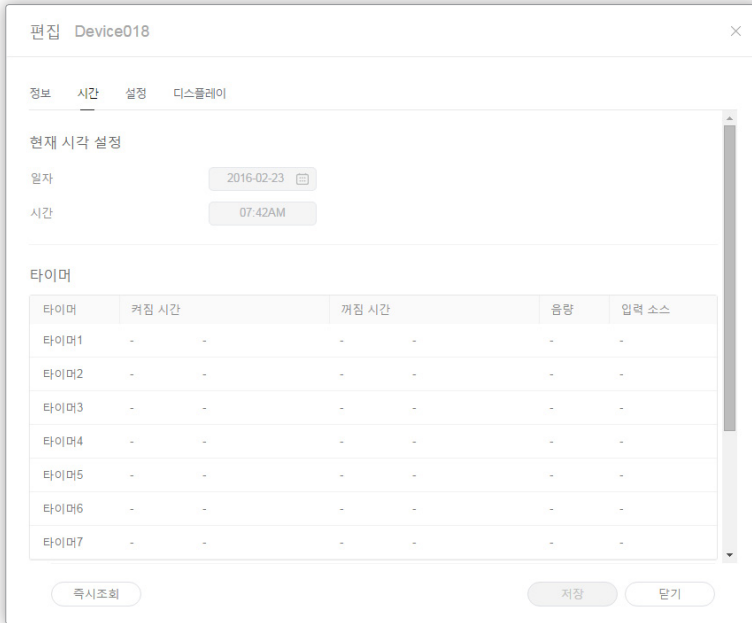 편집 Device018
정보 시간 설정 디스플레이
현재 시각 설정
일자 2016-02-23
시간 07:42AM
타이머
타이머 켜짐 시간 꺼짐 시간 음량 입력 소스
타이머1 - - - - - -
타이머2 - - - - - -
타이머3 - - - - - -
타이머4 - - - - - -
타이머5 - - - - - -
타이머6 - - - - - -
타이머7 - - - - - -
즉시조회 저장 닫기